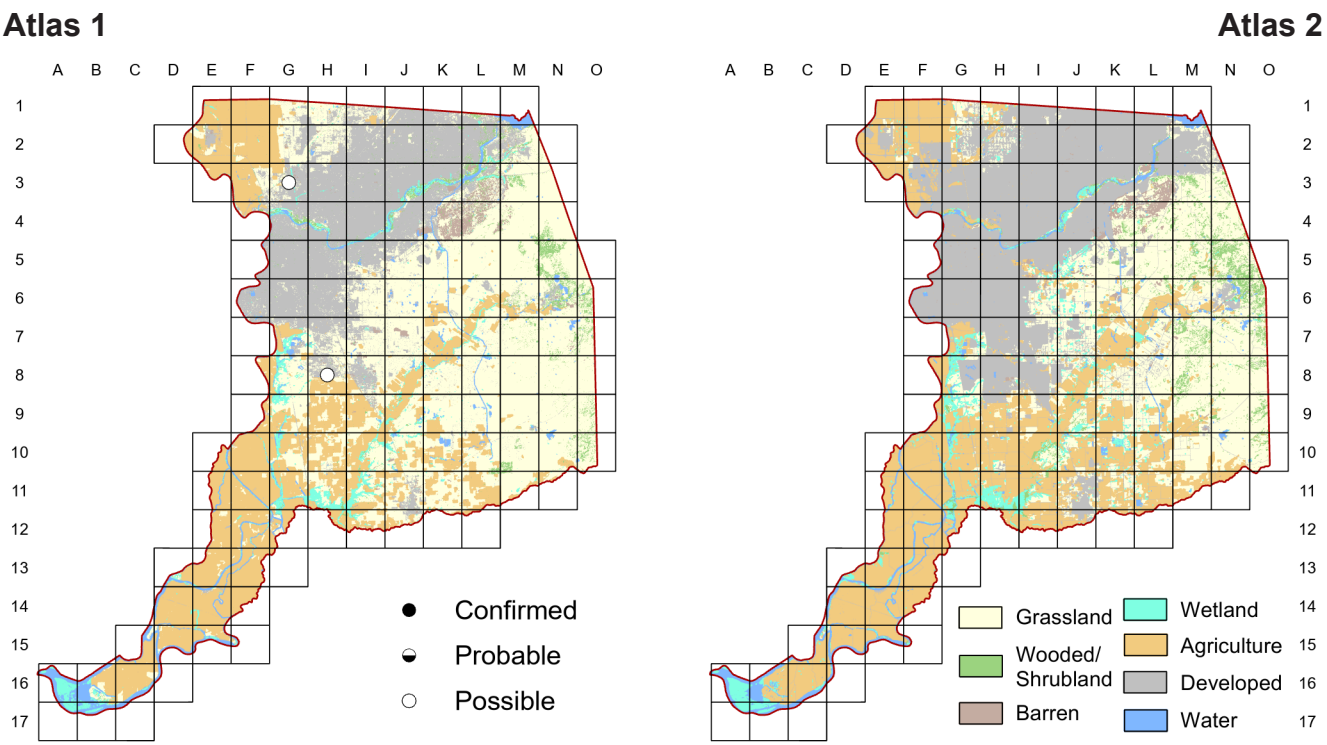 Atlas 1
Atlas 2
A B C D E F G H I J K L M N O
A B C D E F G H I J K L M N O
1
2
3
4
5
6
7
8
9
10
11
12
13
14
15
16
17
1
2
3
4
5
6
7
8
9
10
11
12
13
14
15
16
17
Confirmed
Probable
Possible
Grassland
Wooded/
Shrubland
Barren
Wetland
Agriculture
Developed
Water